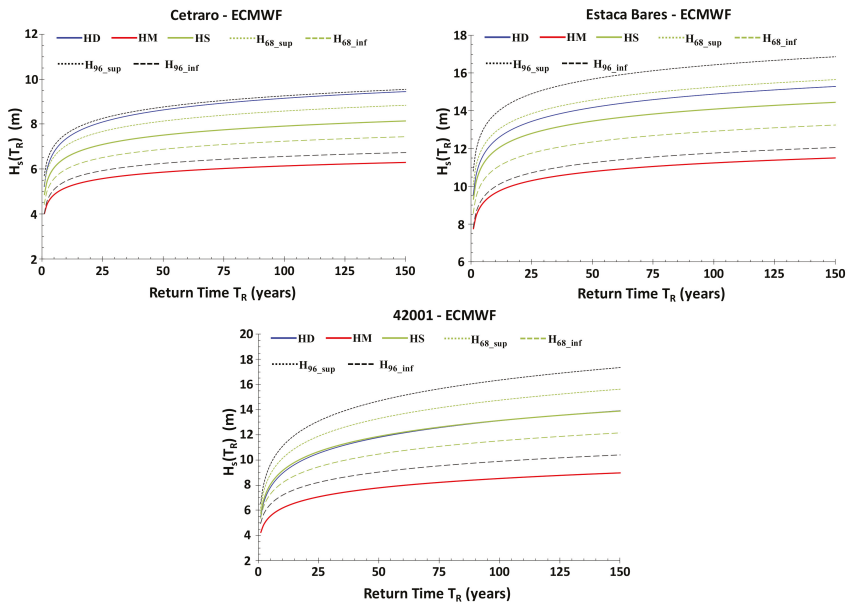 Cetraro - ECMWF
HD HM HS H68_sup H68_inf
H96_sup H96_inf
Hs(TR) (m)
12
10
8
6
4
2
0 25 50 75 100 125 150
Return Time TR (years)
Estaca Bares - ECMWF
HD HM HS H68_sup H68_inf
H96_sup H96_inf
Hs(TR) (m)
18
16
14
12
10
8
6
0 25 50 75 100 125 150
Return Time TR (years)
42001 - ECMWF
HD HM HS H68_sup H68_inf
H96_sup H96_inf
Hs(TR) (m)
20
18
16
14
12
10
8
6
4
2
0 25 50 75 100 125 150
Return Time TR (years)